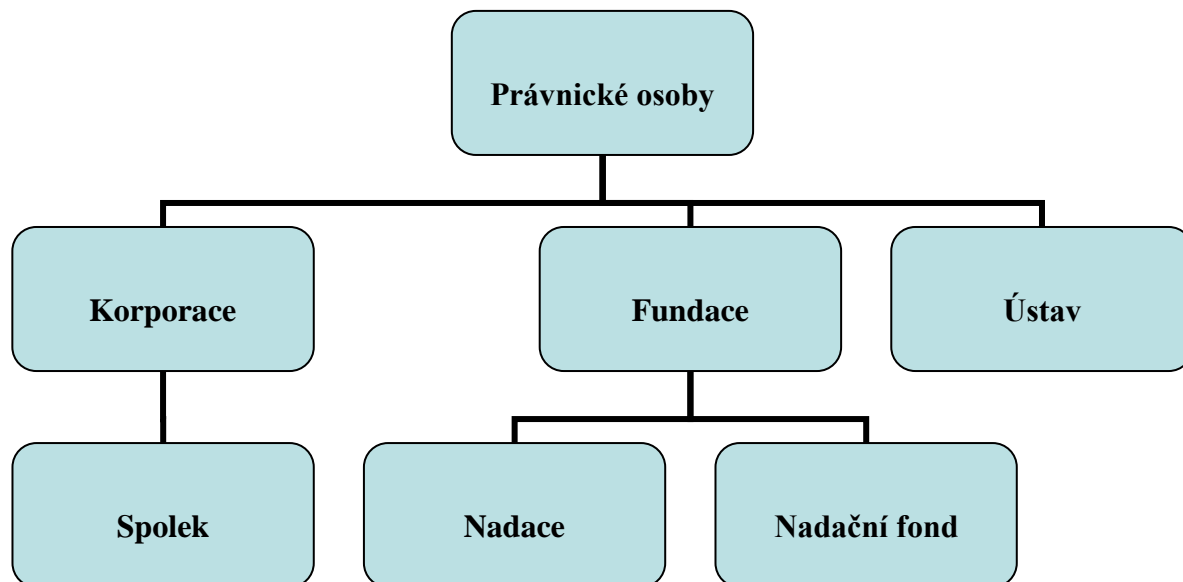 Právnické osoby
Korporace
Fundace
Ústav
Spolek
Nadace
Nadační fond